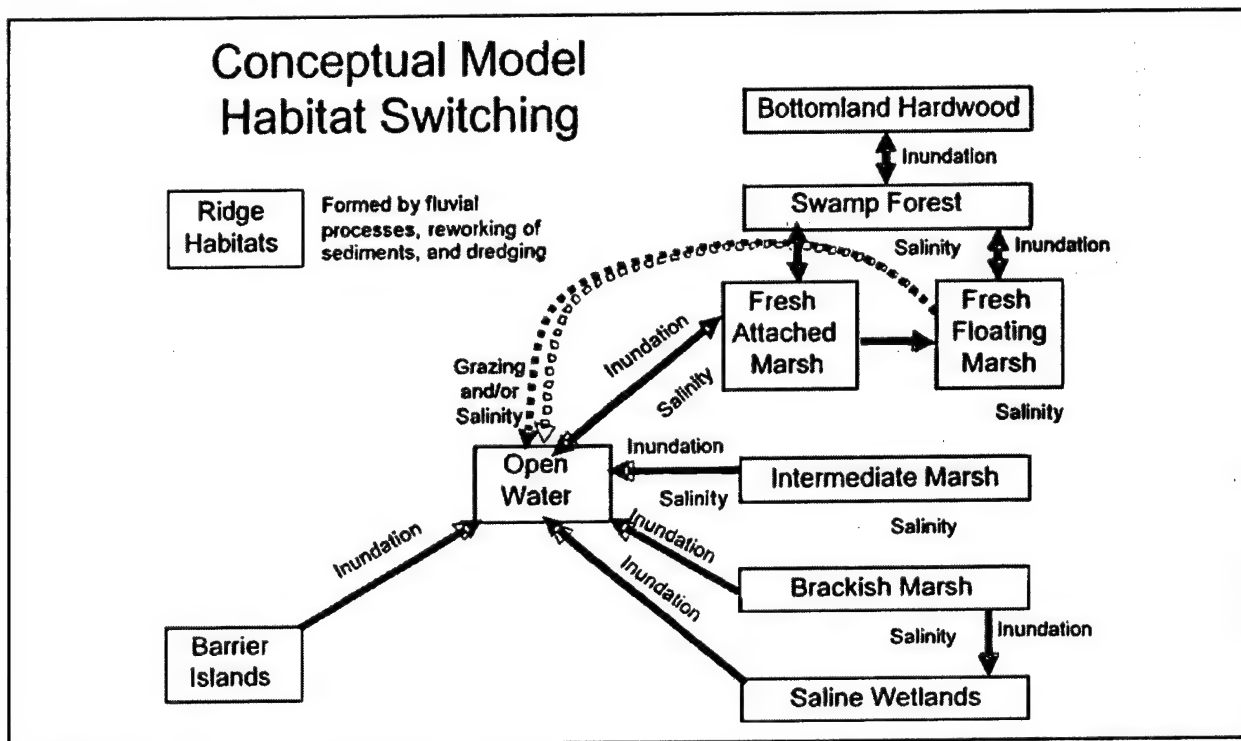 Conceptual Model
Habitat Switching
Ridge
Habitats
Formed by fluvial
processes, reworking of
sediments, and dredging
Bottomland Hardwood
Inundation
Swamp Forest
Salinity
Inundation
Fresh
Attached
Marsh
Fresh
Floating
Marsh
Salinity
Inundation
Salinity
Grazing
and/or
Salinity
Open
Water
Inundation
Intermediate Marsh
Salinity
Salinity
Inundation
Brackish Marsh
Salinity
Inundation
Inundation
Saline Wetlands
Inundation
Barrier
Islands